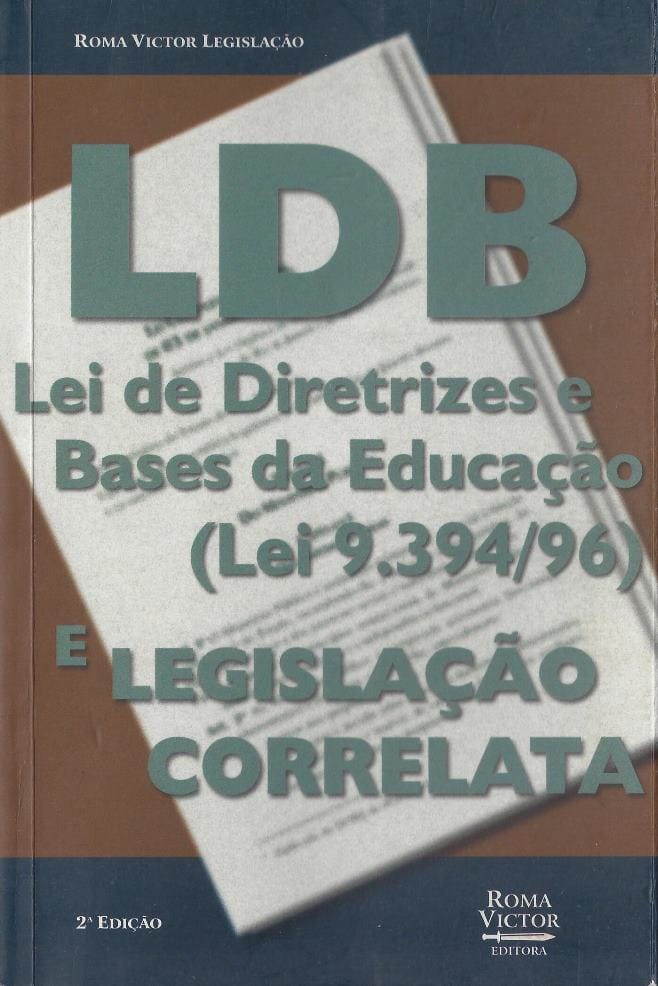 ROMA VICTOR LEGISLAÇÃO
LDB
Lei de Diretrizes e
Bases da Educação
(Lei 9.394/96)
E LEGISLAÇÃO
CORRELATA
2ª EDIÇÃO
ROMA
VICTOR
EDITORA